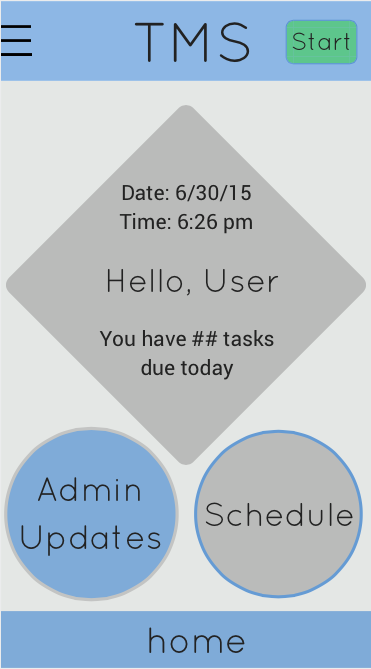 TMS
Start
Date: 6/30/15
Time: 6:26 pm
Hello, User
You have ## tasks
due today
Admin
Updates
Schedule
home